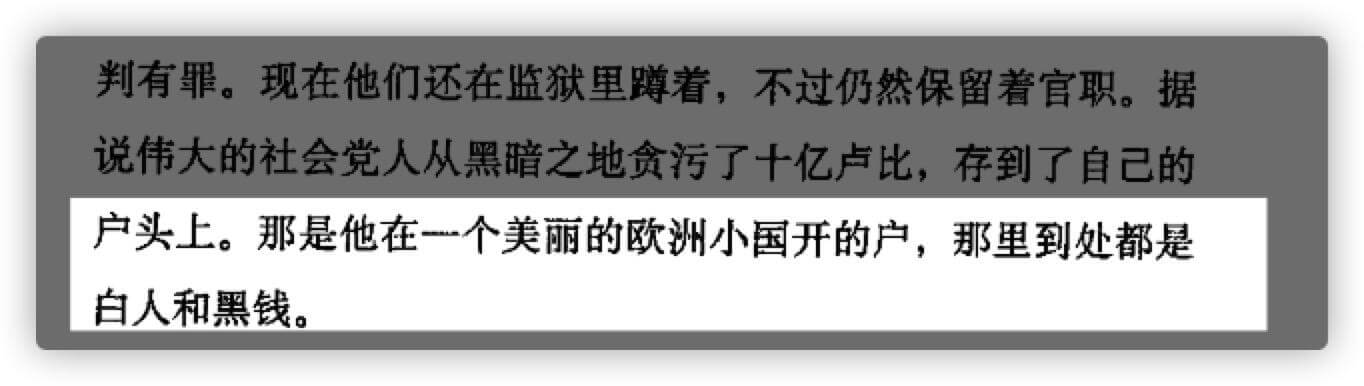 判有罪。现在他们还在监狱里蹲着，不过仍然保留着官职。据
说伟大的社会党人从黑暗之地贪污了十亿卢比，存到了自己的
户头上。那是他在一个美丽的欧洲小国开的户，那里到处都是
白人和黑钱。